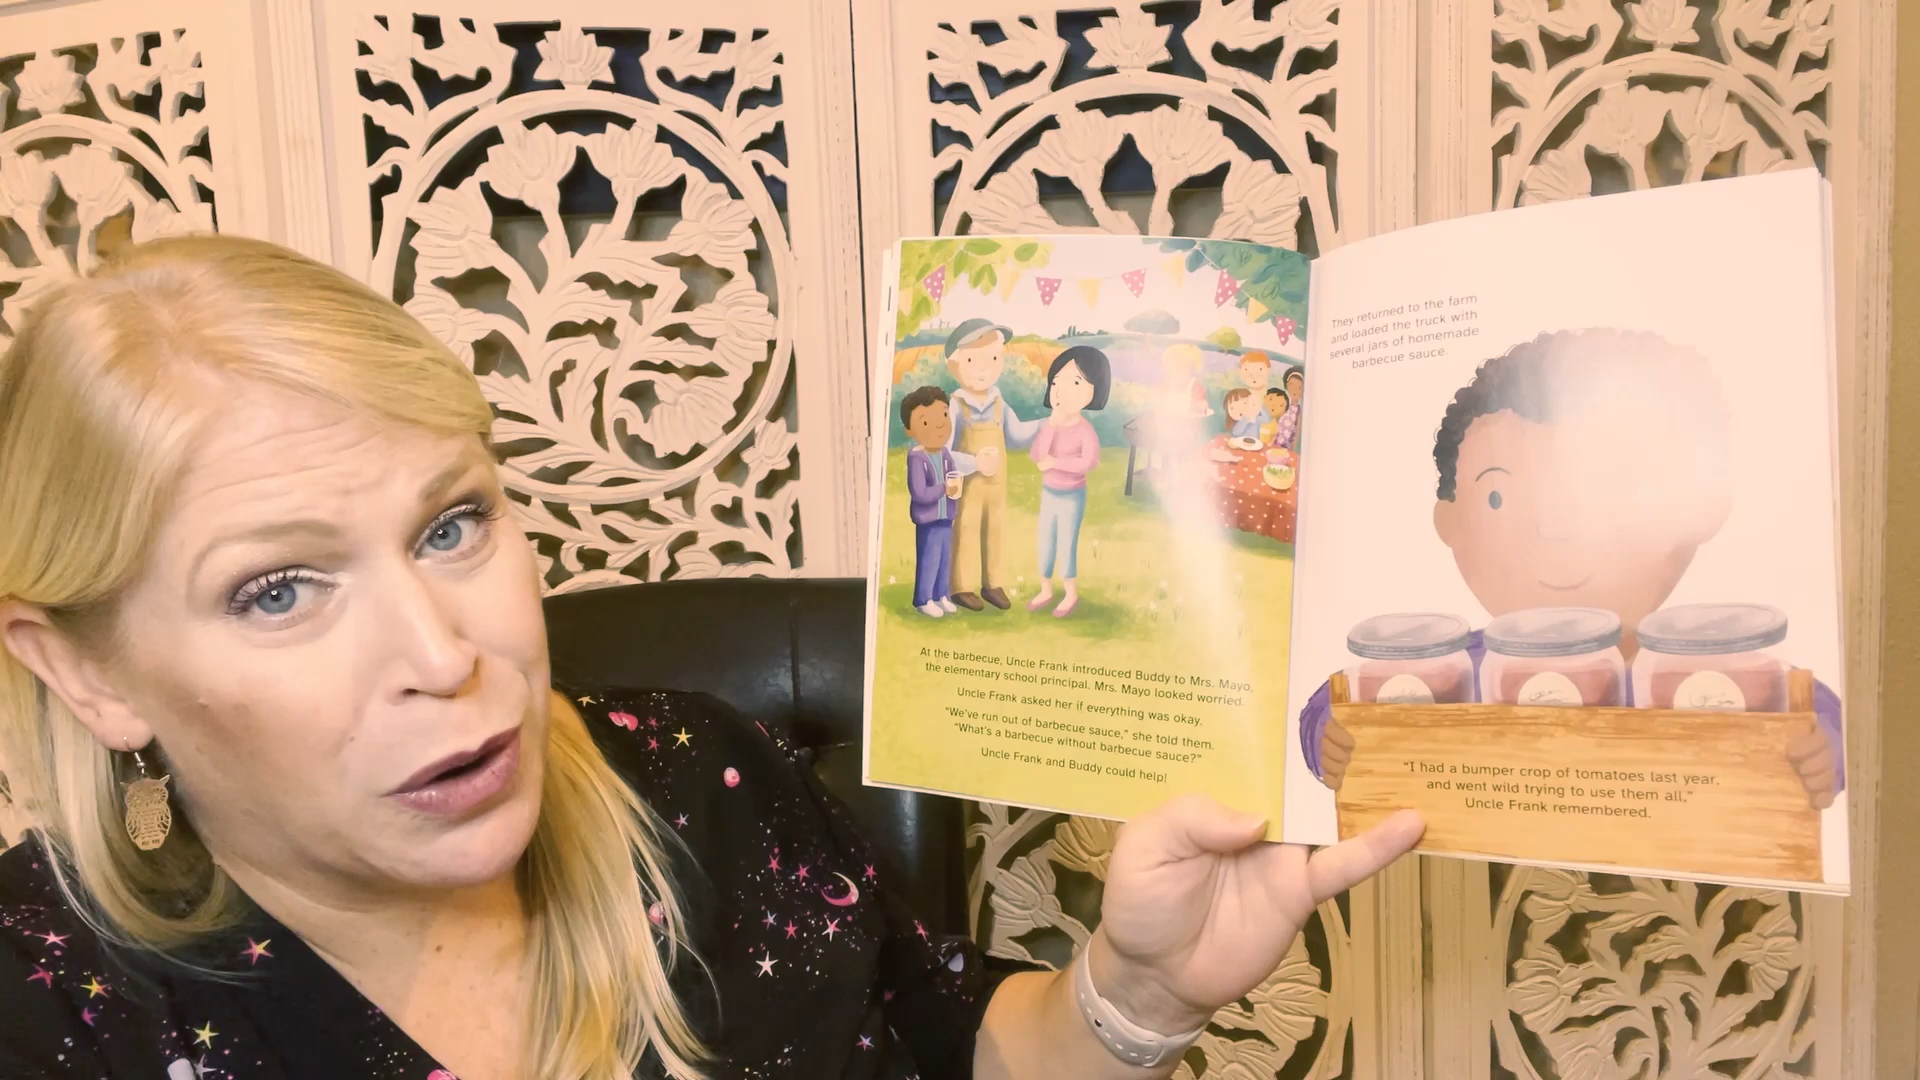 At the barbecue, Uncle Frank introduced Buddy to Mrs. Mayo,
the elementary school principal. Mrs. Mayo looked worried.
Uncle Frank asked her if everything was okay.
"We've run out of barbecue sauce," she told them.
"What's a barbecue without barbecue sauce?"
Uncle Frank and Buddy could help!
They returned to the farm
and loaded the truck with
several jars of homemade
barbecue sauce.
"I had a bumper crop of tomatoes last year,
and went wild trying to use them all,"
Uncle Frank remembered.